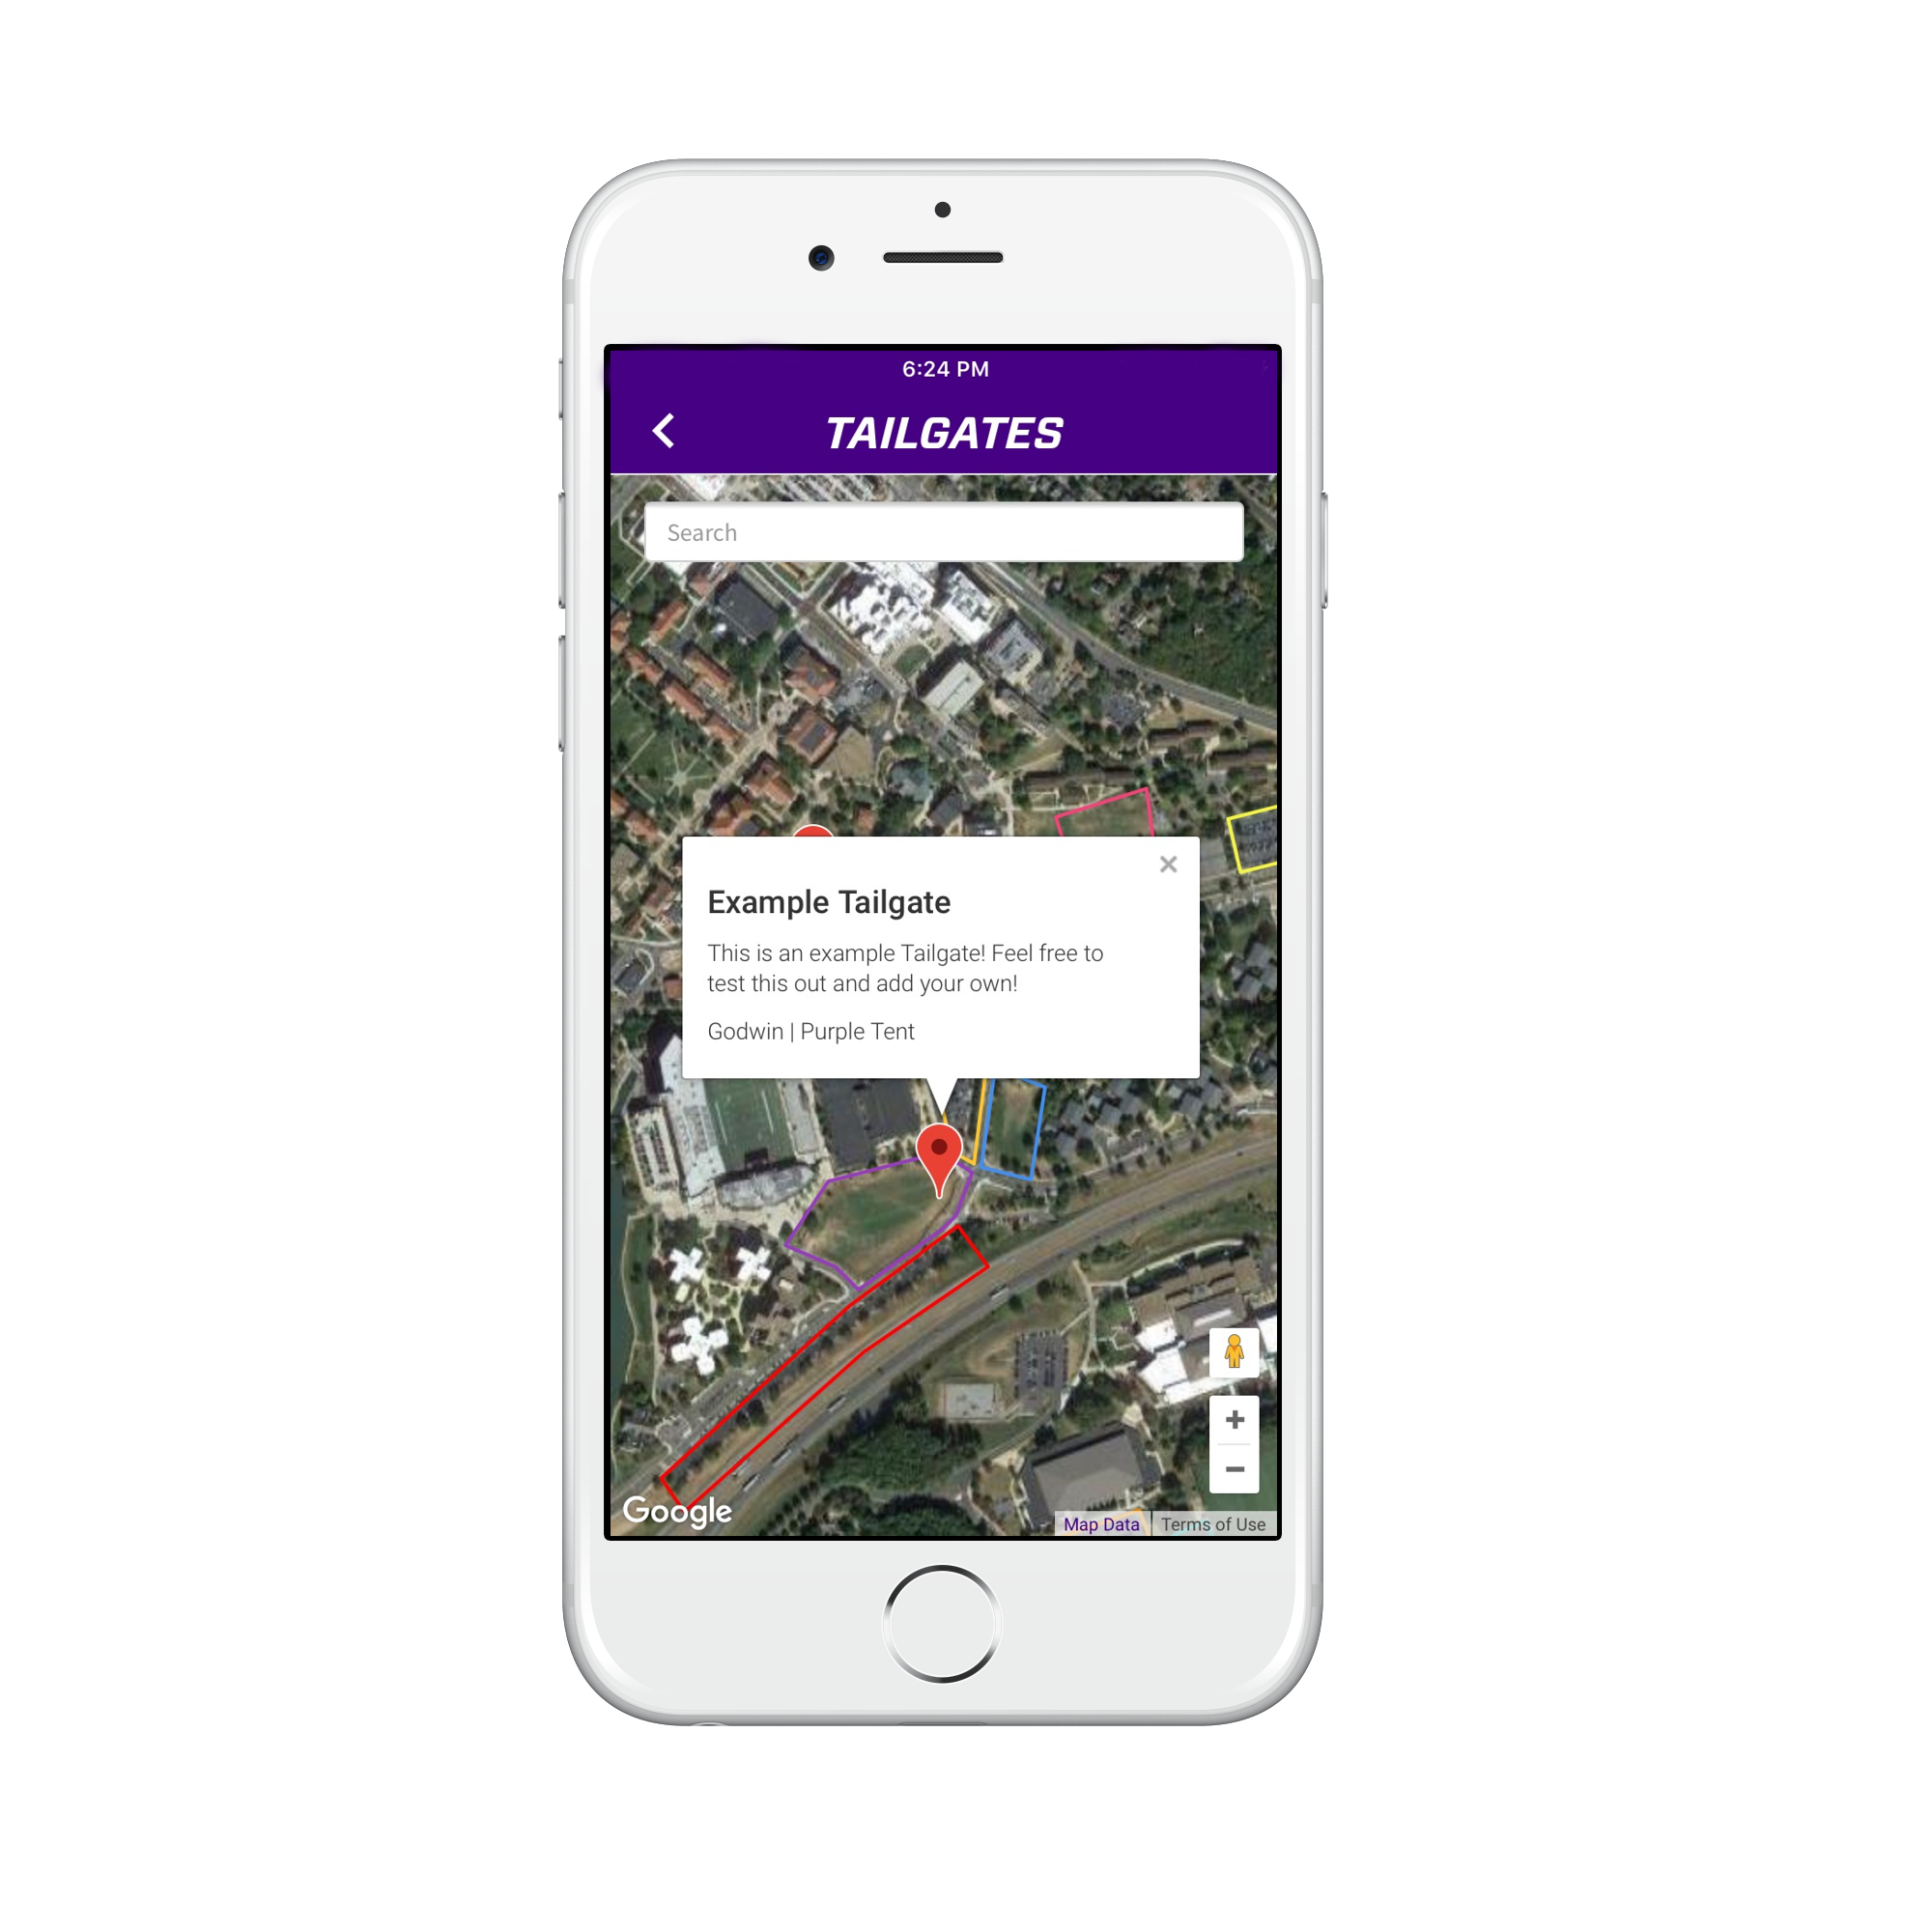 6:24 PM
TAILGATES
Search
Example Tailgate
This is an example Tailgate! Feel free to
test this out and add your own!
Godwin | Purple Tent
Google
Map Data
Terms of Use